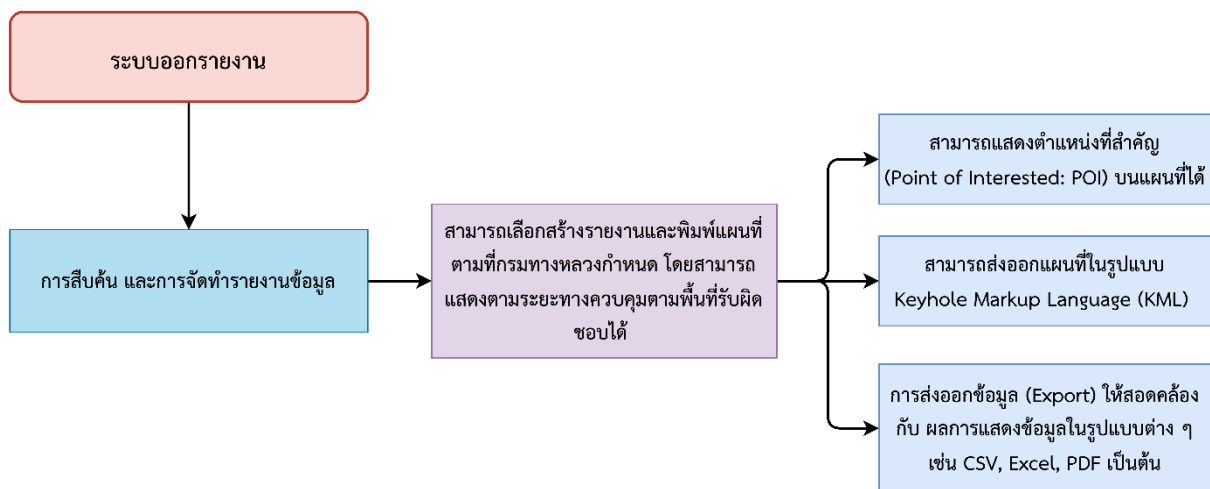 ระบบออกรายงาน
การสืบค้น และการจัดทำรายงานข้อมูล
สามารถเลือกสร้างรายงานและพิมพ์แผนที่
ตามที่กรมทางหลวงกำหนด โดยสามารถ
แสดงตามระยะทางควบคุมตามพื้นที่รับผิด
ชอบได้
สามารถแสดงตำแหน่งที่สำคัญ
(Point of Interested: POI) บนแผนที่ได้
สามารถส่งออกแผนที่ในรูปแบบ
Keyhole Markup Language (KML)
การส่งออกข้อมูล (Export) ให้สอดคล้อง
กับ ผลการแสดงข้อมูลในรูปแบบต่าง ๆ
เช่น CSV, Excel, PDF เป็นต้น